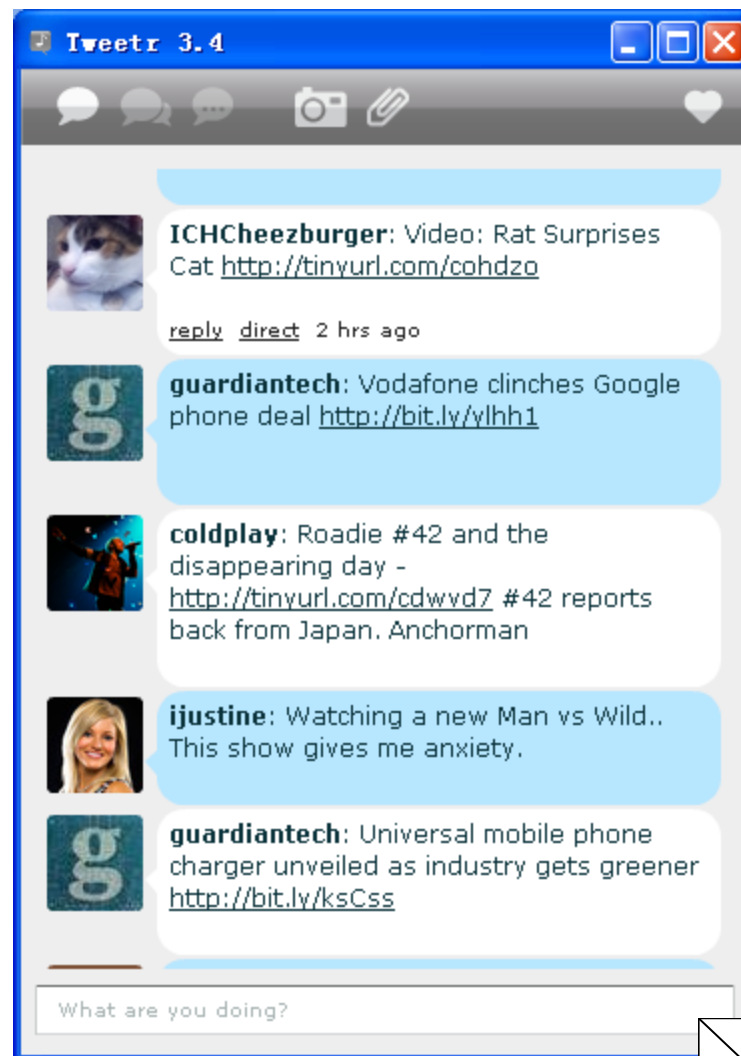 Tweetr 3.4
ICHCheezburger: Video: Rat Surprises
Cat http://tinyurl.com/cohdzo
reply direct 2 hrs ago
g
guardiantech: Vodafone clinches Google
phone deal http://bit.ly/ylhh1
coldplay: Roadie #42 and the
disappearing day -
http://tinyurl.com/cdwvd7 #42 reports
back from Japan. Anchorman
ijustine: Watching a new Man vs Wild..
This show gives me anxiety.
g
guardiantech: Universal mobile phone
charger unveiled as industry gets greener
http://bit.ly/ksCss
What are you doing?